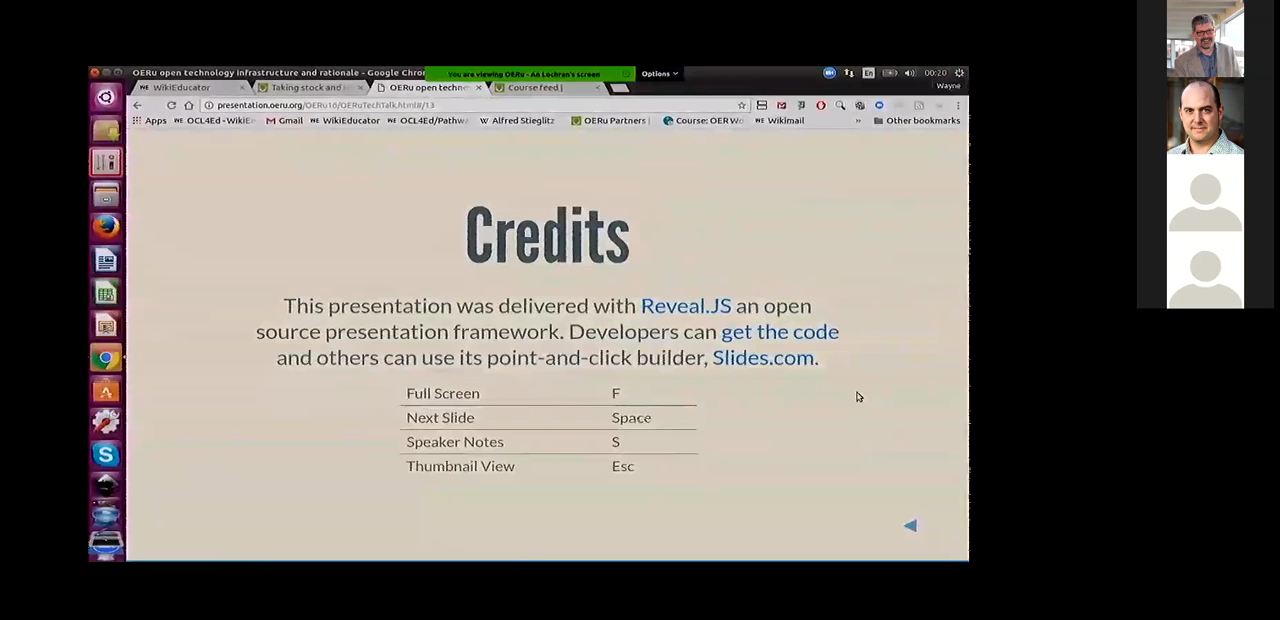 OERu open technology infrastructure and rationale - Google Chro
You are viewing OERu - An Lochran's screen
Options
En
00:20
WikiEducator
Taking stock and
OERu open techn
Course feed |
Wayne
presentation.oeru.org/OERu16/OERuTechTalk.html#/13
Apps
OCL4Ed - WikiE
Gmail
WikiEducator
OCL4Ed/Pathw
Alfred Stieglitz
OERu Partners |
Course: OER Wo
Wikimail
»
Other bookmarks
Credits
This presentation was delivered with Reveal.JS an open
source presentation framework. Developers can get the code
and others can use its point-and-click builder, Slides.com.
Full Screen F
Next Slide Space
Speaker Notes S
Thumbnail View Esc